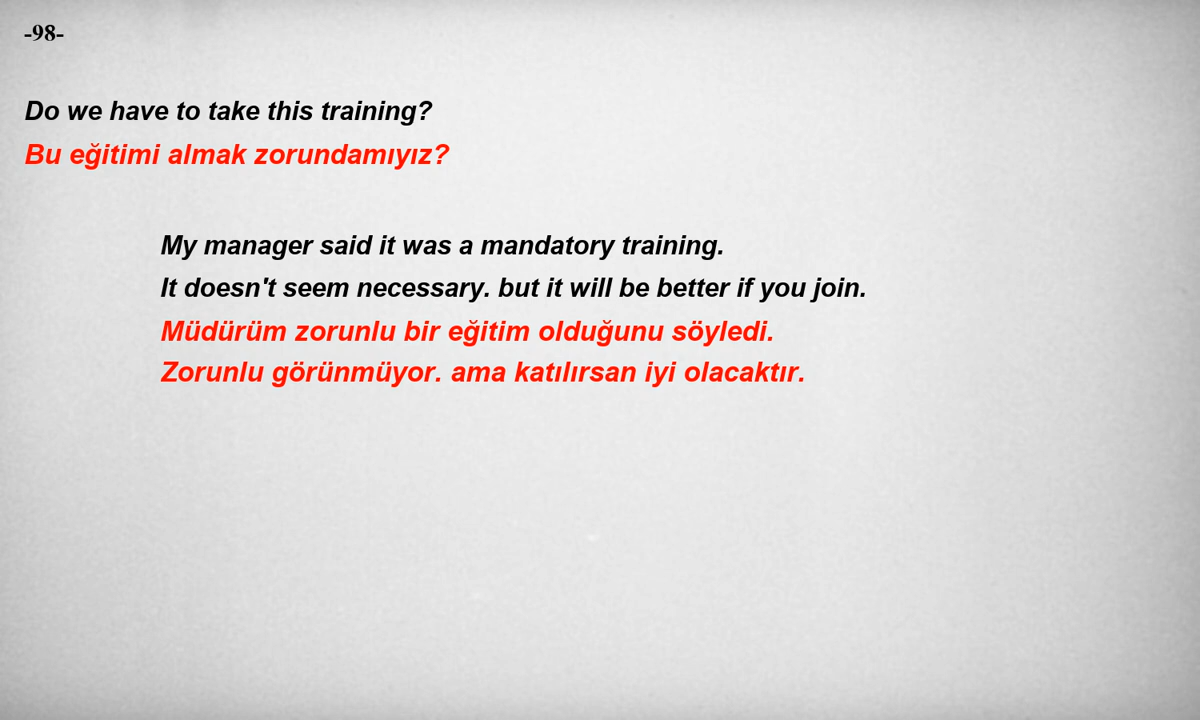 -98-
Do we have to take this training?
Bu eğitimi almak zorundamıyız?
My manager said it was a mandatory training.
It doesn't seem necessary. but it will be better if you join.
Müdürüm zorunlu bir eğitim olduğunu söyledi.
Zorunlu görünmüyor. ama katılırsan iyi olacaktır.